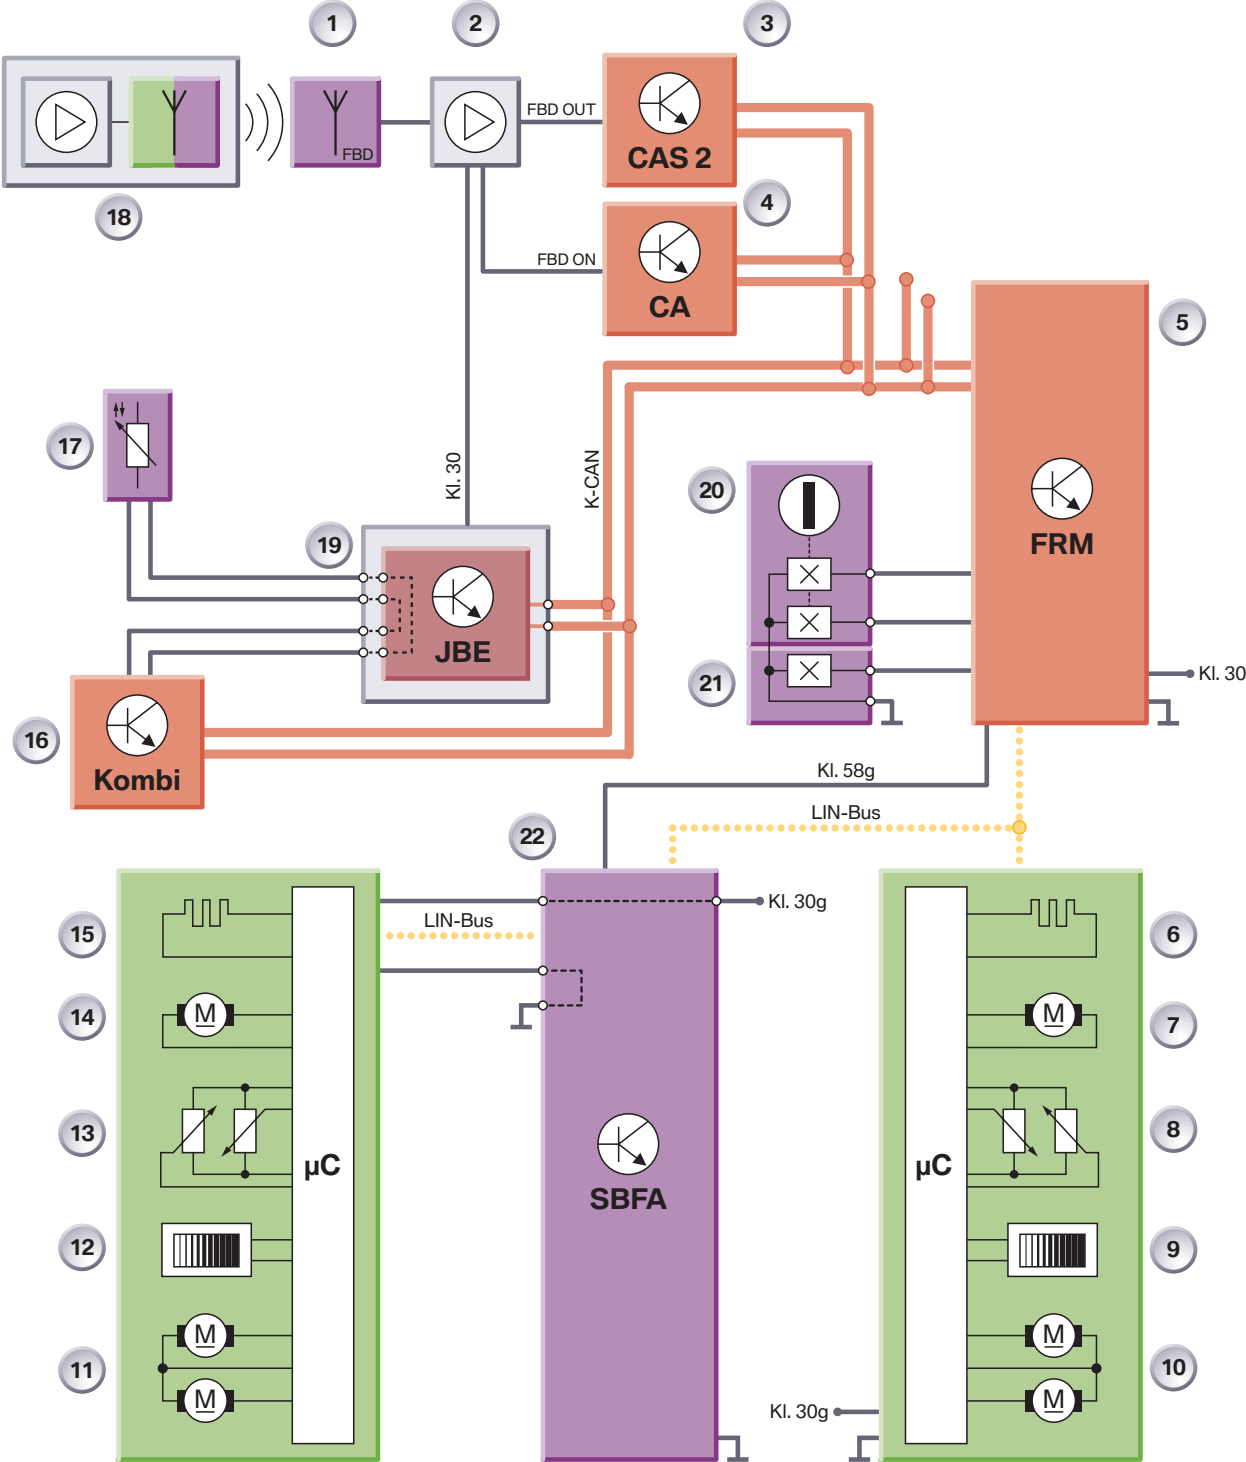 1
2
3
FBD
FBD OUT
CAS 2
4
18
FBD ON
CA
5
17
Kl. 30
K-CAN
20
19
FRM
JBE
21
Kl. 30
16
Kombi
Kl. 58g
LIN-Bus
22
Kl. 30g
LIN-Bus
15
6
14
M
M
7
13
8
µC
µC
SBFA
12
9
M
M
11
10
M
M
Kl. 30g